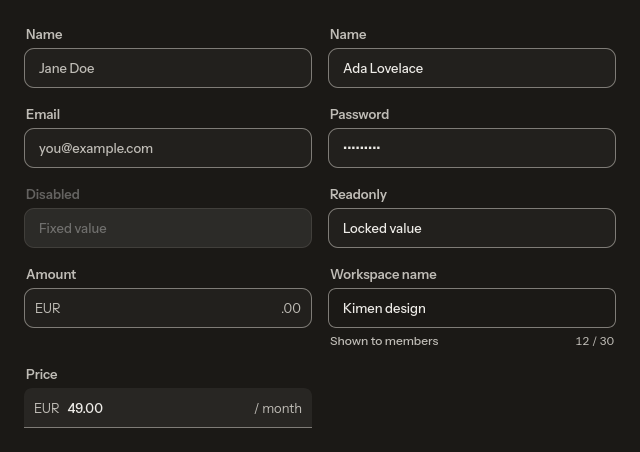 Name
Jane Doe
Name
Ada Lovelace
Email
you@example.com
Password
•••••••••
Disabled
Fixed value
Readonly
Locked value
Amount
EUR .00
Workspace name
Kimen design
Shown to members 12 / 30
Price
EUR 49.00 / month